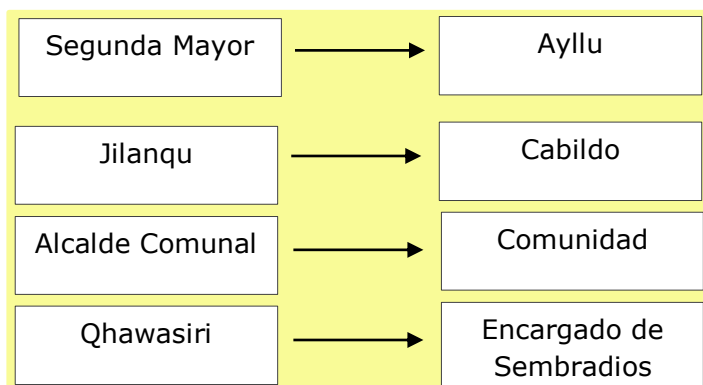 Segunda Mayor
Ayllu
Jilanqu
Cabildo
Alcalde Comunal
Comunidad
Qhawasiri
Encargado de
Sembradios